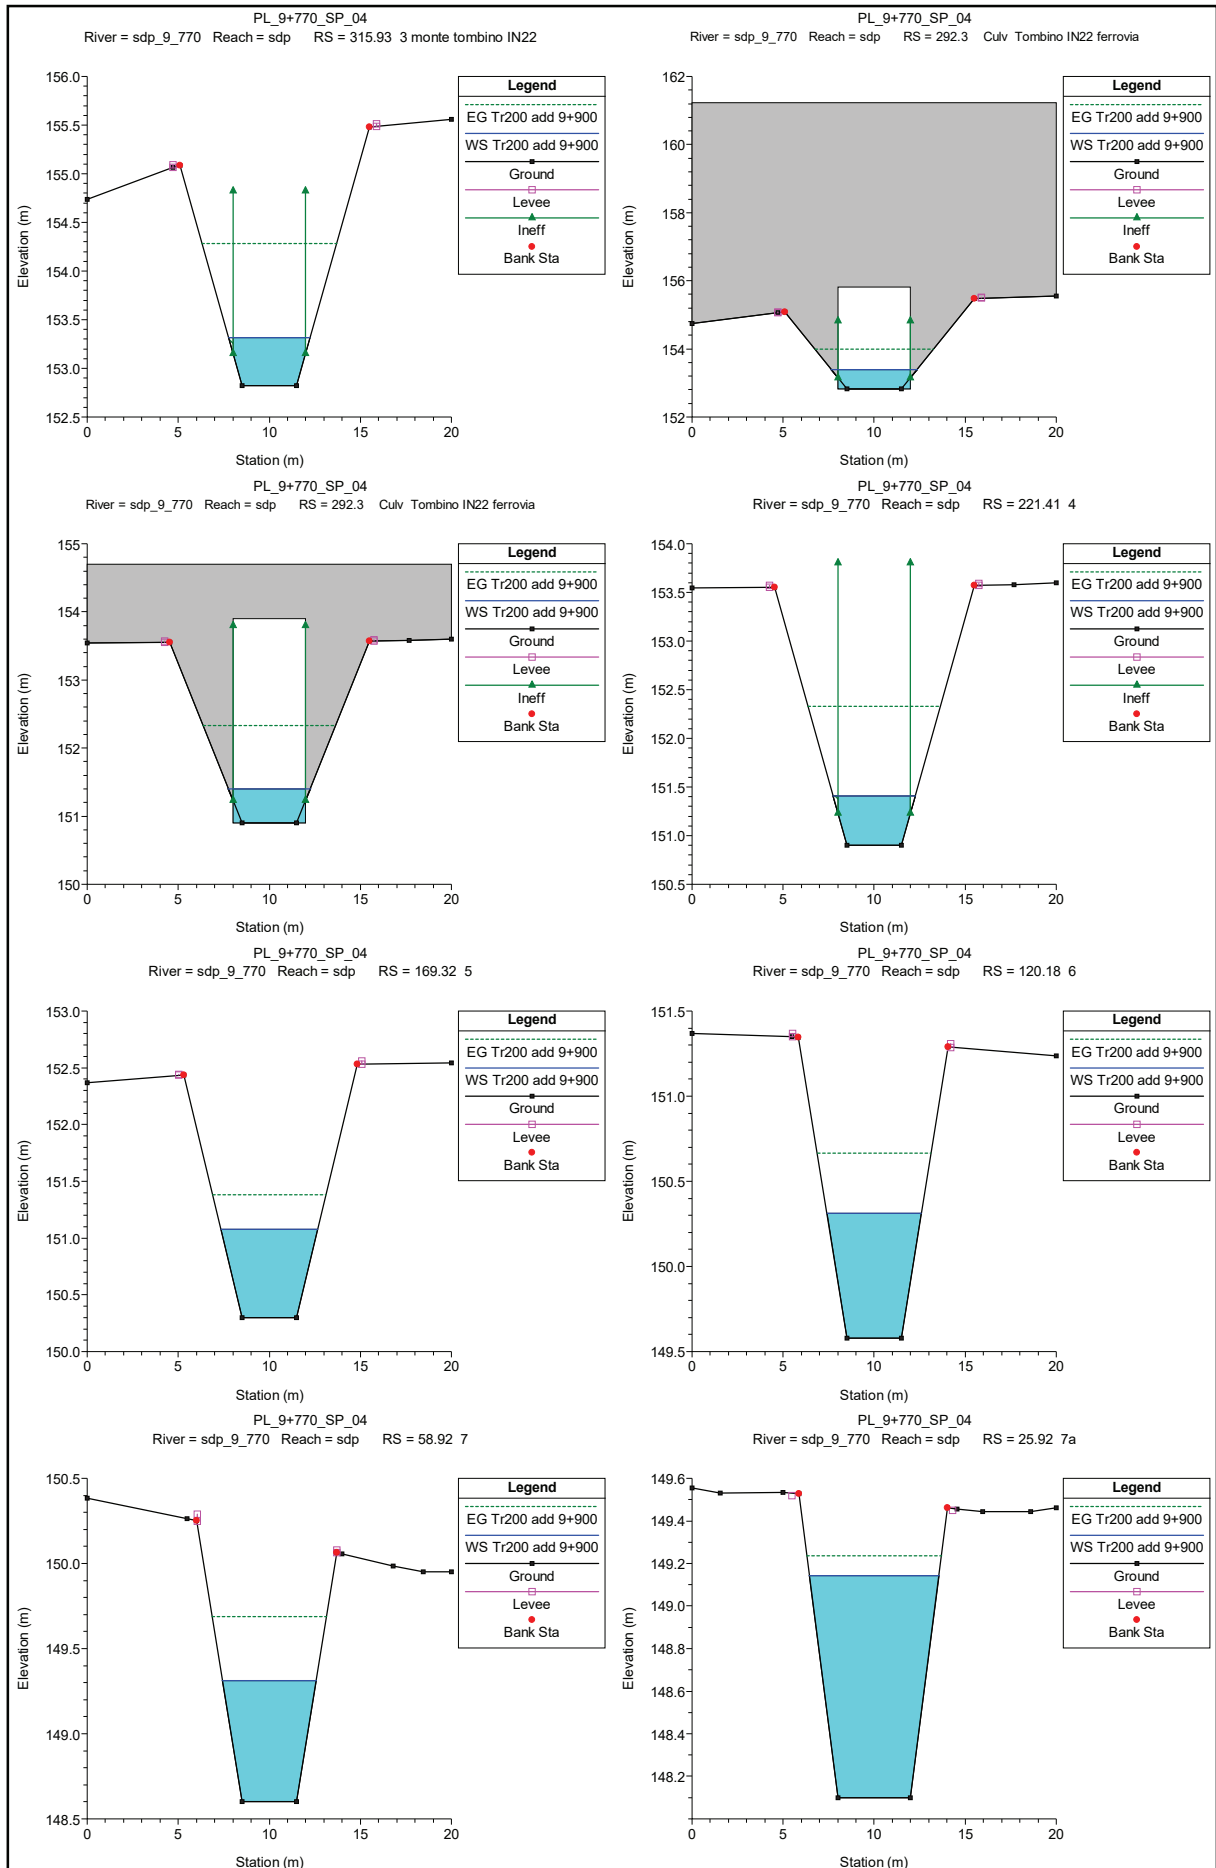 PL_9+770_SP_04
River = sdp_9_770 Reach = sdp RS = 315.93 3 monte tombino IN22
156.0
155.5
155.0
154.5
154.0
153.5
153.0
152.5
0 5 10 15 20
Elevation (m)
Station (m)
Legend
EG Tr200 add 9+900
WS Tr200 add 9+900
Ground
Levee
Ineff
Bank Sta
PL_9+770_SP_04
River = sdp_9_770 Reach = sdp RS = 292.3 Culv Tombino IN22 ferrovia
162
160
158
156
154
152
0 5 10 15 20
Elevation (m)
Station (m)
Legend
EG Tr200 add 9+900
WS Tr200 add 9+900
Ground
Levee
Ineff
Bank Sta
PL_9+770_SP_04
River = sdp_9_770 Reach = sdp RS = 292.3 Culv Tombino IN22 ferrovia
155
154
153
152
151
150
0 5 10 15 20
Elevation (m)
Station (m)
Legend
EG Tr200 add 9+900
WS Tr200 add 9+900
Ground
Levee
Ineff
Bank Sta
PL_9+770_SP_04
River = sdp_9_770 Reach = sdp RS = 221.41 4
154.0
153.5
153.0
152.5
152.0
151.5
151.0
150.5
0 5 10 15 20
Elevation (m)
Station (m)
Legend
EG Tr200 add 9+900
WS Tr200 add 9+900
Ground
Levee
Ineff
Bank Sta
PL_9+770_SP_04
River = sdp_9_770 Reach = sdp RS = 169.32 5
153.0
152.5
152.0
151.5
151.0
150.5
150.0
0 5 10 15 20
Elevation (m)
Station (m)
Legend
EG Tr200 add 9+900
WS Tr200 add 9+900
Ground
Levee
Bank Sta
PL_9+770_SP_04
River = sdp_9_770 Reach = sdp RS = 120.18 6
151.5
151.0
150.5
150.0
149.5
0 5 10 15 20
Elevation (m)
Station (m)
Legend
EG Tr200 add 9+900
WS Tr200 add 9+900
Ground
Levee
Bank Sta
PL_9+770_SP_04
River = sdp_9_770 Reach = sdp RS = 58.92 7
150.5
150.0
149.5
149.0
148.5
0 5 10 15 20
Elevation (m)
Station (m)
Legend
EG Tr200 add 9+900
WS Tr200 add 9+900
Ground
Levee
Bank Sta
PL_9+770_SP_04
River = sdp_9_770 Reach = sdp RS = 25.92 7a
149.6
149.4
149.2
149.0
148.8
148.6
148.4
148.2
0 5 10 15 20
Elevation (m)
Station (m)
Legend
EG Tr200 add 9+900
WS Tr200 add 9+900
Ground
Levee
Bank Sta